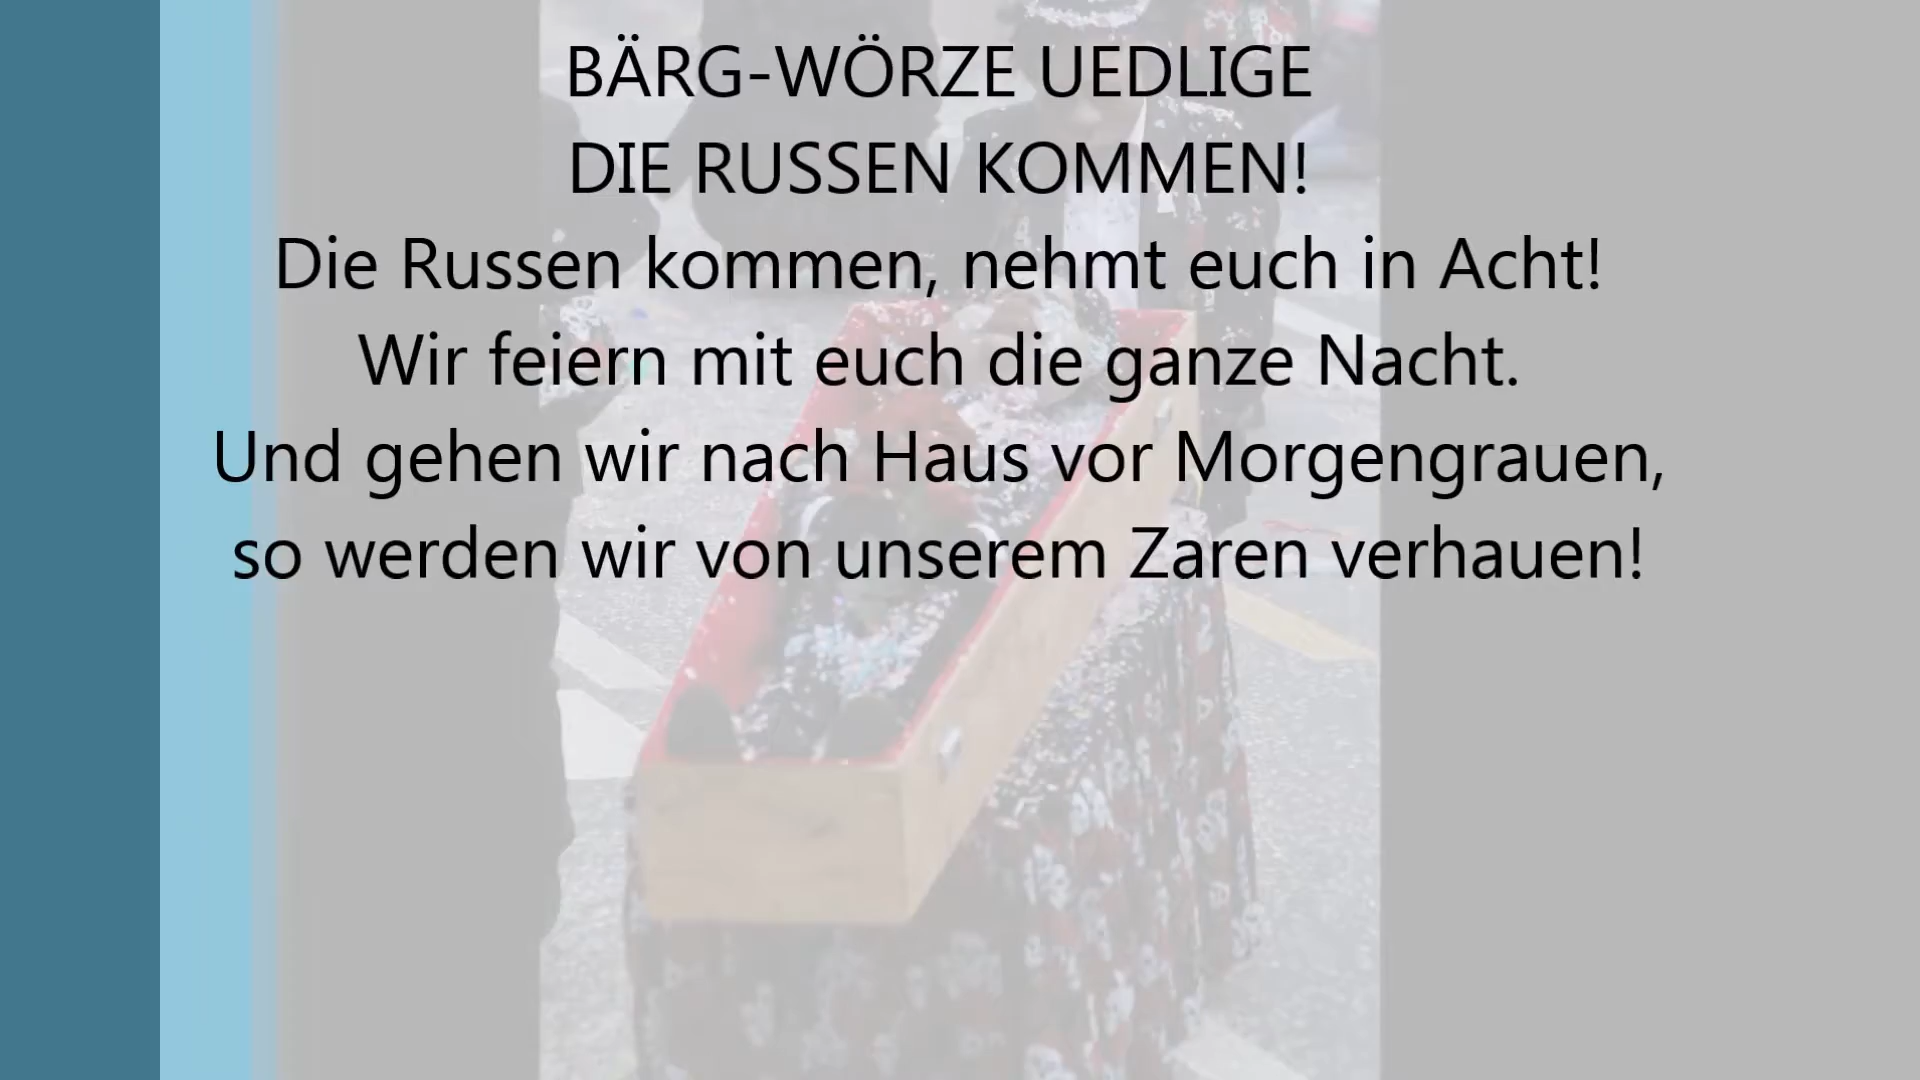 BÄRG-WÖRZE UEDLIGE
DIE RUSSEN KOMMEN!
Die Russen kommen, nehmt euch in Acht!
Wir feiern mit euch die ganze Nacht.
Und gehen wir nach Haus vor Morgengrauen,
so werden wir von unserem Zaren verhauen!